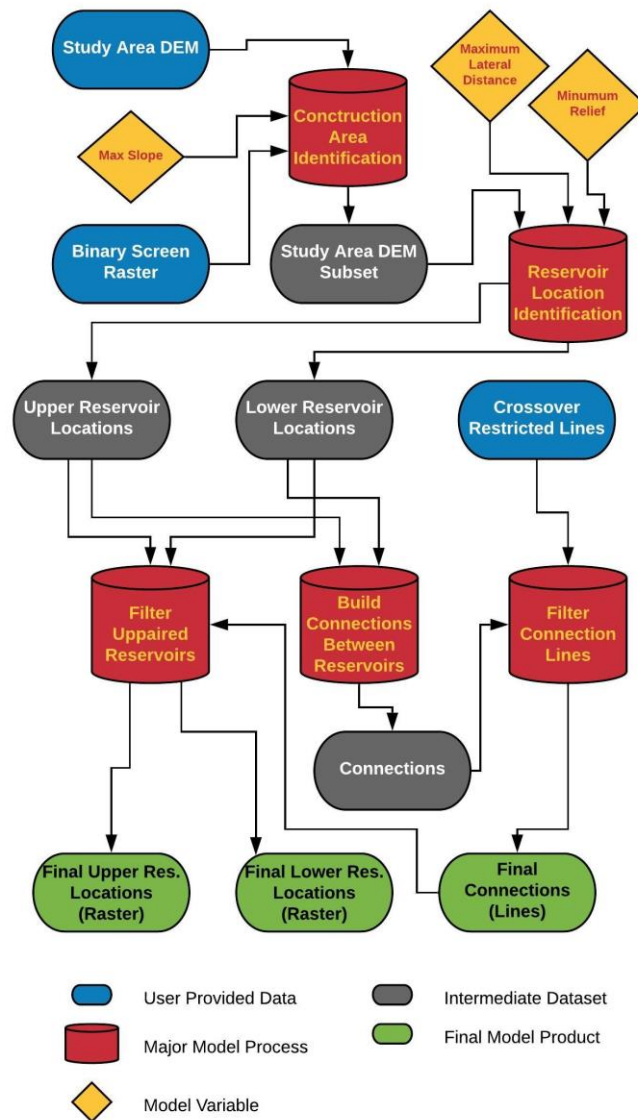 Study Area DEM
Maximum
Lateral
Distance
Minumum
Relief
Conctruction
Area
Identification
Max Slope
Binary Screen
Raster
Study Area DEM
Subset
Reservoir
Location
Identification
Upper Reservoir
Locations
Lower Reservoir
Locations
Crossover
Restricted Lines
Filter
Uppaired
Reservoirs
Build
Connections
Between
Reservoirs
Filter
Connection
Lines
Connections
Final Upper Res.
Locations
(Raster)
Final Lower Res.
Locations
(Raster)
Final
Connections
(Lines)
User Provided Data
Intermediate Dataset
Major Model Process
Final Model Product
Model Variable